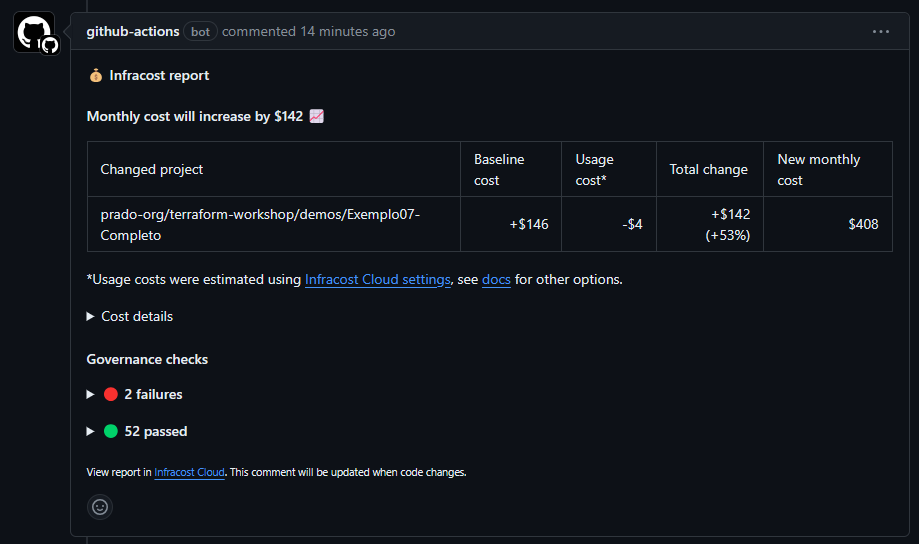 github-actions bot commented 14 minutes ago
Infracost report
Monthly cost will increase by $142
Changed project
Baseline cost
Usage cost*
Total change
New monthly cost
prado-org/terraform-workshop/demos/Exemplo07-
Completo
+$146
-$4
+$142
(+53%)
$408
*Usage costs were estimated using Infracost Cloud settings, see docs for other options.
Cost details
Governance checks
2 failures
52 passed
View report in Infracost Cloud. This comment will be updated when code changes.